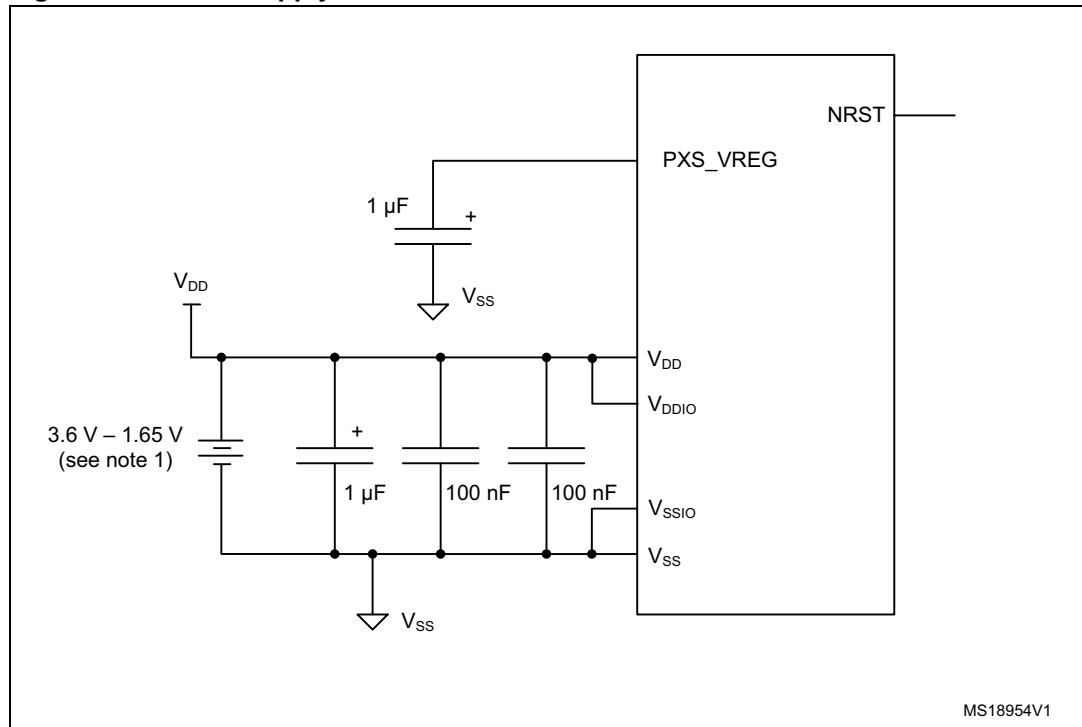 NRST
PXS_VREG
1 µF
+
VSS
VDD
VDD
VDDIO
3.6 V – 1.65 V
(see note 1)
+
1 µF
100 nF
100 nF
VSSIO
VSS
VSS
MS18954V1